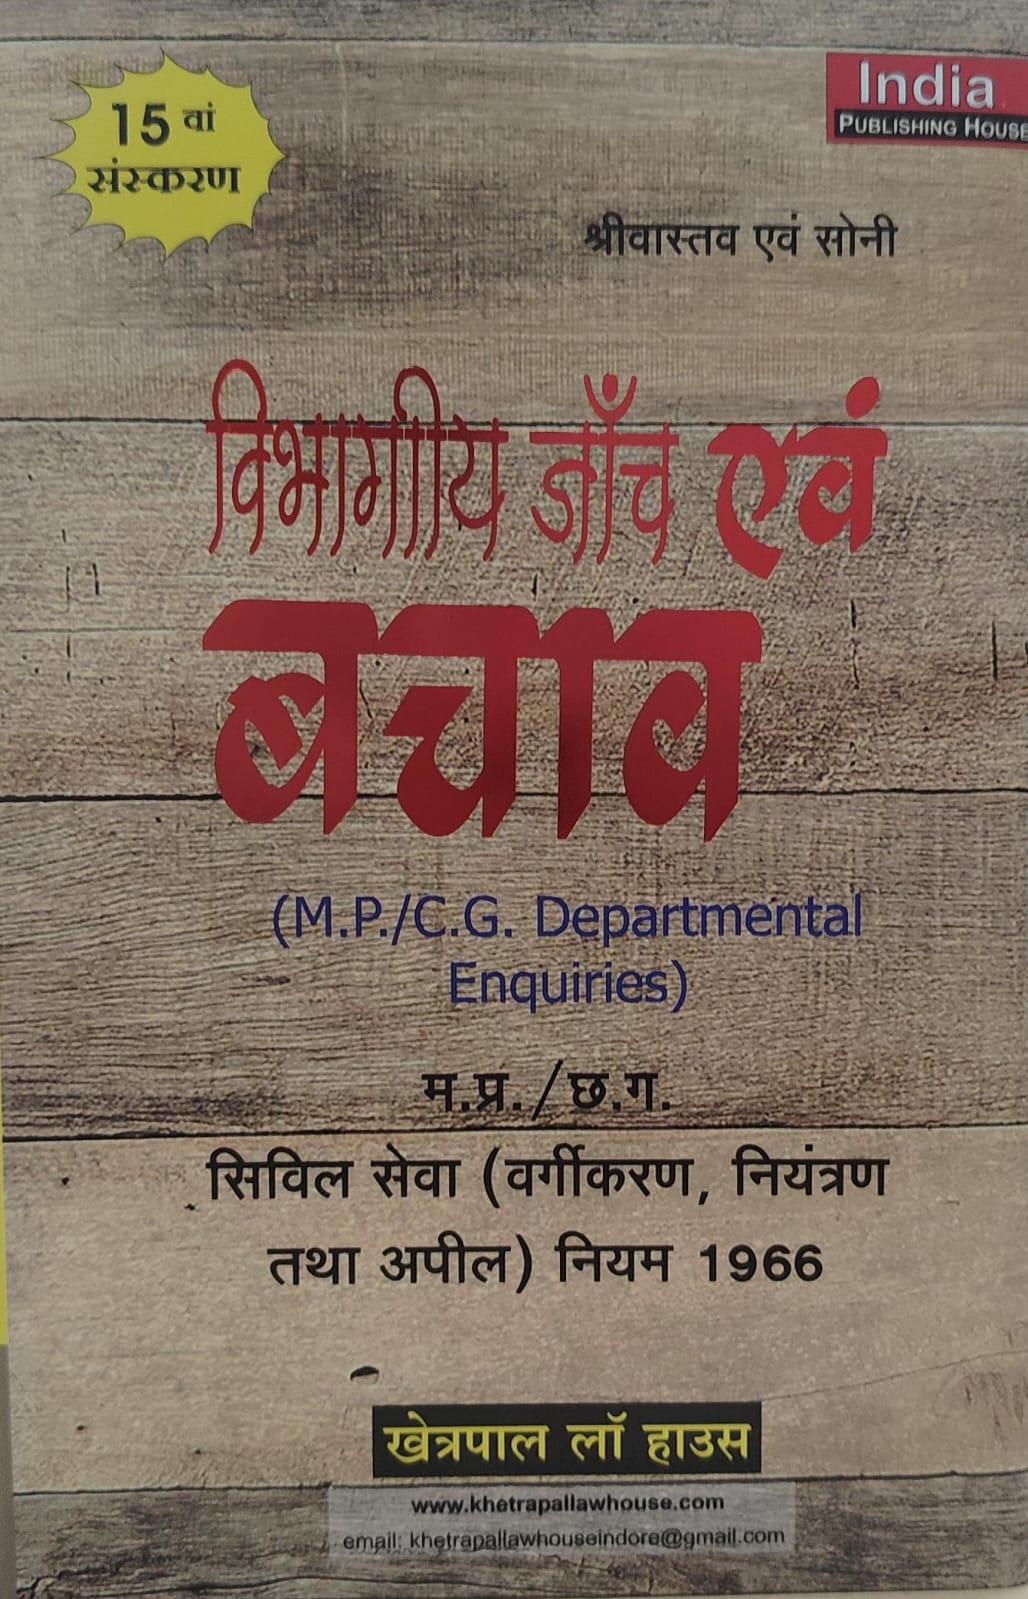 15 वां
संस्करण
India
PUBLISHING HOUSE
श्रीवास्तव एवं सोनी
विभागीय जाँच एवं
बचाव
(M.P./C.G. Departmental
Enquiries)
म.प्र./छ.ग.
सिविल सेवा (वर्गीकरण, नियंत्रण
तथा अपील) नियम 1966
खेत्रपाल लॉ हाउस
www.khetrapallawhouse.com
email: khetrapallawhouseindore@gmail.com